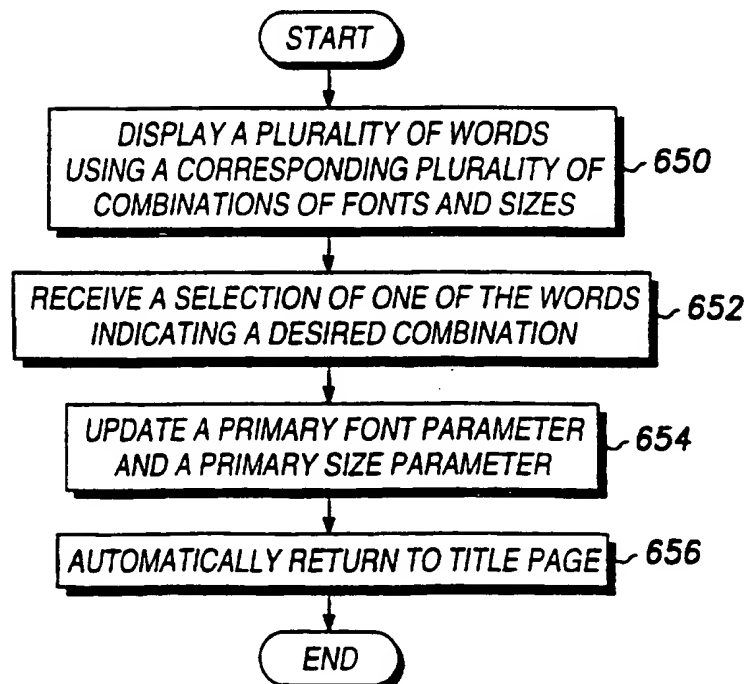 START
DISPLAY A PLURALITY OF WORDS
USING A CORRESPONDING PLURALITY OF
COMBINATIONS OF FONTS AND SIZES
650
RECEIVE A SELECTION OF ONE OF THE WORDS
INDICATING A DESIRED COMBINATION
652
UPDATE A PRIMARY FONT PARAMETER
AND A PRIMARY SIZE PARAMETER
654
AUTOMATICALLY RETURN TO TITLE PAGE
656
END